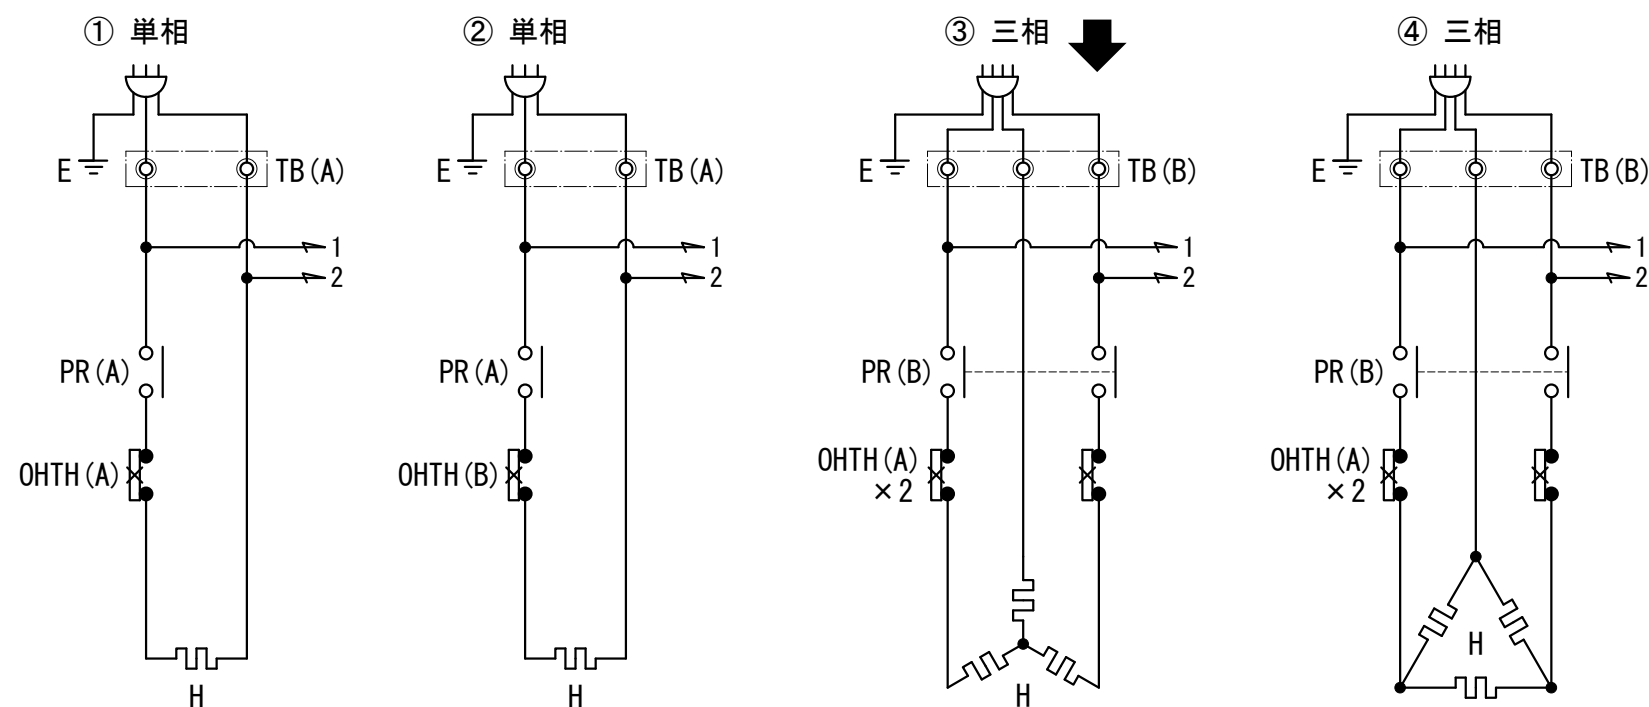 ① 単相
② 単相
③ 三相
④ 三相
E
TB(A)
E
TB(A)
E
TB(B)
E
TB(B)
1
1
1
1
2
2
2
2
PR(A)
PR(A)
PR(B)
PR(B)
OHTH(A)
OHTH(B)
OHTH(A)
×2
OHTH(A)
×2
H
H
H
H